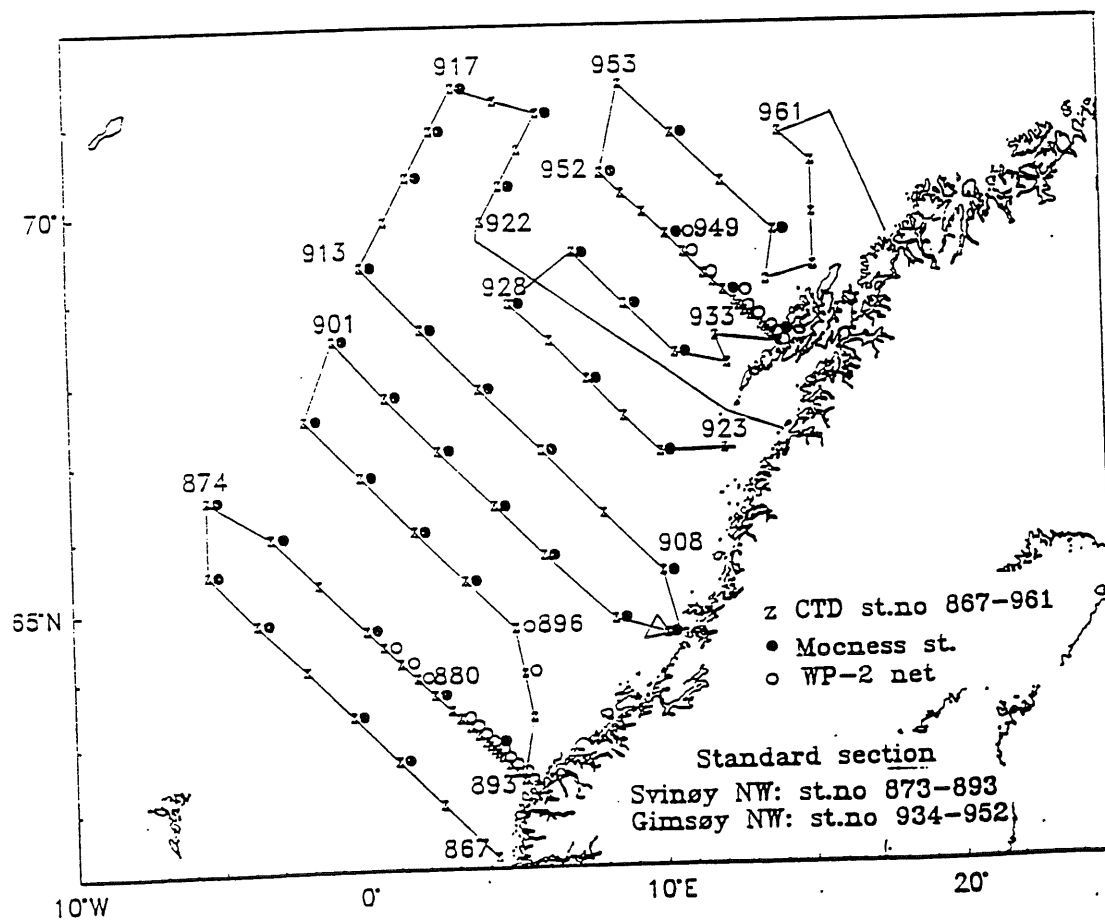 917
953
961
952
70°
922
949
913
928
933
901
923
874
908
65°N
896
z CTD st.no 867-961
● Mocness st.
○ WP-2 net
880
Standard section
893
Svinøy NW: st.no 873-893
Gimsøy NW: st.no 934-952
867
10°W
0°
10°E
20°